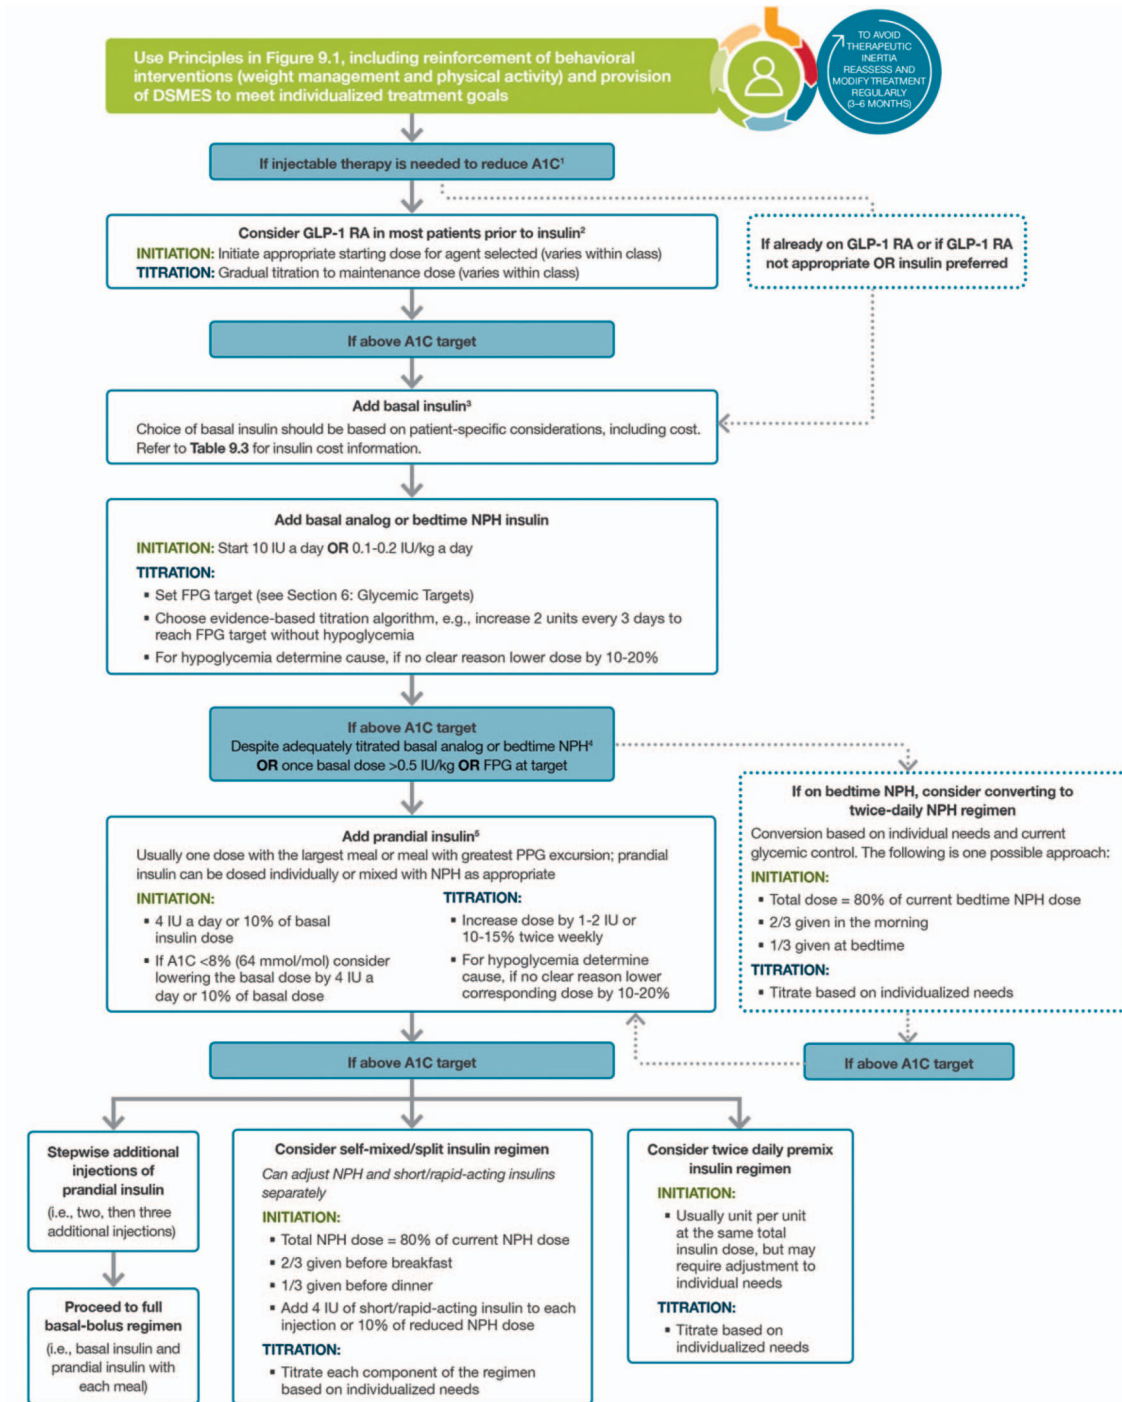 Use Principles in Figure 9.1, including reinforcement of behavioral
interventions (weight management and physical activity) and provision
of DSMES to meet individualized treatment goals
TO AVOID
THERAPEUTIC
INERTIA
REASSESS AND
MODIFY TREATMENT
REGULARLY
(3–6 MONTHS)
If injectable therapy is needed to reduce A1C¹
Consider GLP-1 RA in most patients prior to insulin²
INITIATION: Initiate appropriate starting dose for agent selected (varies within class)
TITRATION: Gradual titration to maintenance dose (varies within class)
If already on GLP-1 RA or if GLP-1 RA
not appropriate OR insulin preferred
If above A1C target
Add basal insulin³
Choice of basal insulin should be based on patient-specific considerations, including cost.
Refer to Table 9.3 for insulin cost information.
Add basal analog or bedtime NPH insulin
INITIATION: Start 10 IU a day OR 0.1-0.2 IU/kg a day
TITRATION:
▪ Set FPG target (see Section 6: Glycemic Targets)
▪ Choose evidence-based titration algorithm, e.g., increase 2 units every 3 days to
reach FPG target without hypoglycemia
▪ For hypoglycemia determine cause, if no clear reason lower dose by 10-20%
If above A1C target
Despite adequately titrated basal analog or bedtime NPH⁴
OR once basal dose >0.5 IU/kg OR FPG at target
If on bedtime NPH, consider converting to
twice-daily NPH regimen
Conversion based on individual needs and current
glycemic control. The following is one possible approach:
INITIATION:
▪ Total dose = 80% of current bedtime NPH dose
▪ 2/3 given in the morning
▪ 1/3 given at bedtime
TITRATION:
▪ Titrate based on individualized needs
Add prandial insulin⁵
Usually one dose with the largest meal or meal with greatest PPG excursion; prandial
insulin can be dosed individually or mixed with NPH as appropriate
INITIATION:
▪ 4 IU a day or 10% of basal
insulin dose
▪ If A1C <8% (64 mmol/mol) consider
lowering the basal dose by 4 IU a
day or 10% of basal dose
TITRATION:
▪ Increase dose by 1-2 IU or
10-15% twice weekly
▪ For hypoglycemia determine
cause, if no clear reason lower
corresponding dose by 10-20%
If above A1C target
If above A1C target
Stepwise additional
injections of
prandial insulin
(i.e., two, then three
additional injections)
Proceed to full
basal-bolus regimen
(i.e., basal insulin and
prandial insulin with
each meal)
Consider self-mixed/split insulin regimen
Can adjust NPH and short/rapid-acting insulins
separately
INITIATION:
▪ Total NPH dose = 80% of current NPH dose
▪ 2/3 given before breakfast
▪ 1/3 given before dinner
▪ Add 4 IU of short/rapid-acting insulin to each
injection or 10% of reduced NPH dose
TITRATION:
▪ Titrate each component of the regimen
based on individualized needs
Consider twice daily premix
insulin regimen
INITIATION:
▪ Usually unit per unit
at the same total
insulin dose, but may
require adjustment to
individual needs
TITRATION:
▪ Titrate based on
individualized needs